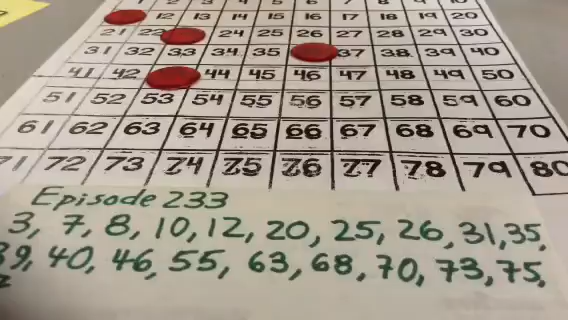 12 13 14 15 16 17 18 19 20
21 24 25 26 27 28 29 30
31 32 33 34 35 37 38 39 40
41 42 44 45 46 47 48 49 50
51 52 53 54 55 56 57 58 59 60
61 62 63 64 65 66 67 68 69 70
71 72 73 74 75 76 77 78 79 80
Episode 233
3, 7, 8, 10, 12, 20, 25, 26, 31, 35,
39, 40, 46, 55, 63, 68, 70, 73, 75,